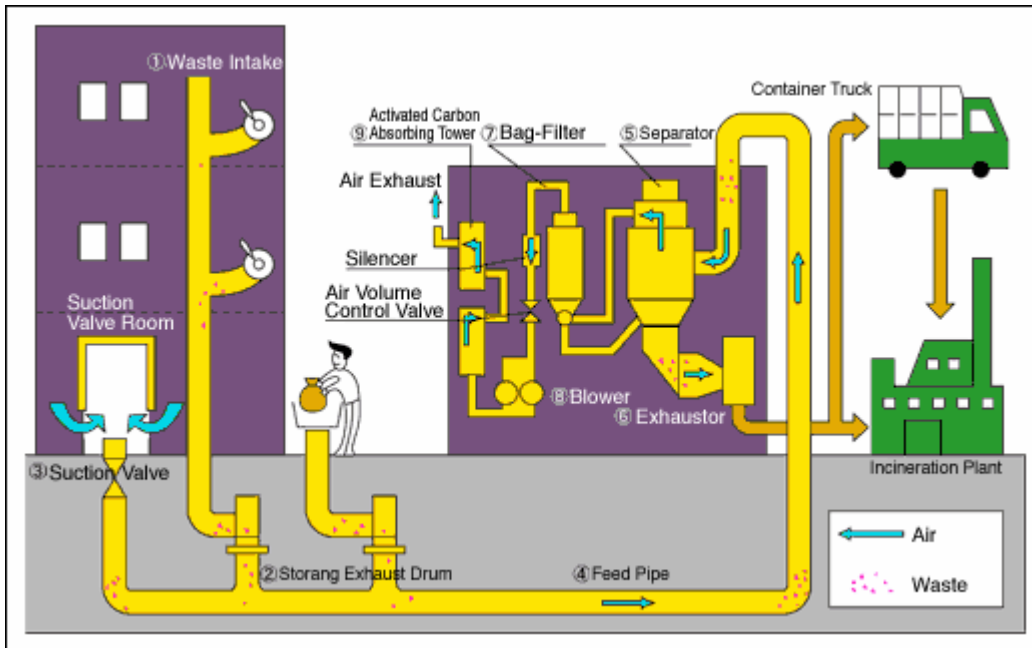 ①Waste Intake
Container Truck
Activated Carbon
⑨Absorbing Tower
⑦Bag-Filter
⑤Separator
Air Exhaust
Silencer
Air Volume
Control Valve
Suction
Valve Room
⑧Blower
⑥Exhaustor
③Suction Valve
Incineration Plant
②Storang Exhaust Drum
④Feed Pipe
Air
Waste